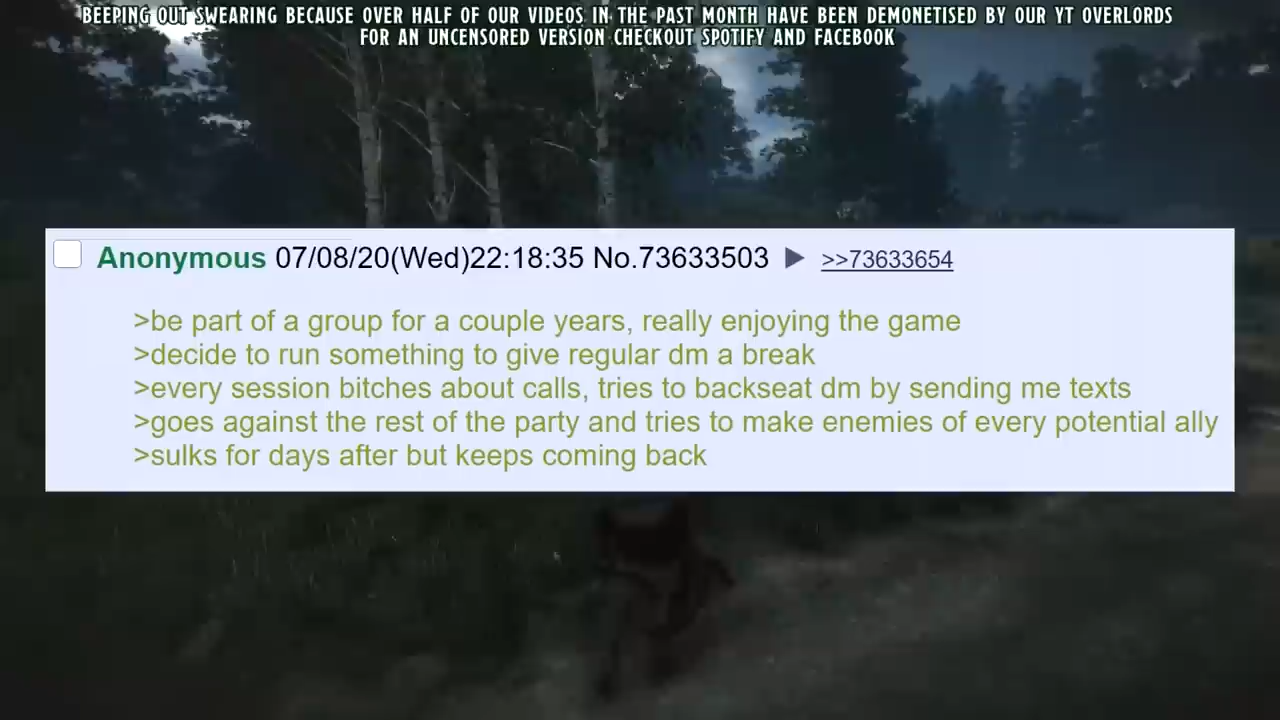 BEEPING OUT SWEARING BECAUSE OVER HALF OF OUR VIDEOS IN THE PAST MONTH HAVE BEEN DEMONETISED BY OUR YT OVERLORDS
FOR AN UNCENSORED VERSION CHECKOUT SPOTIFY AND FACEBOOK
Anonymous 07/08/20(Wed)22:18:35 No.73633503 ▶ >>73633654
>be part of a group for a couple years, really enjoying the game
>decide to run something to give regular dm a break
>every session bitches about calls, tries to backseat dm by sending me texts
>goes against the rest of the party and tries to make enemies of every potential ally
>sulks for days after but keeps coming back